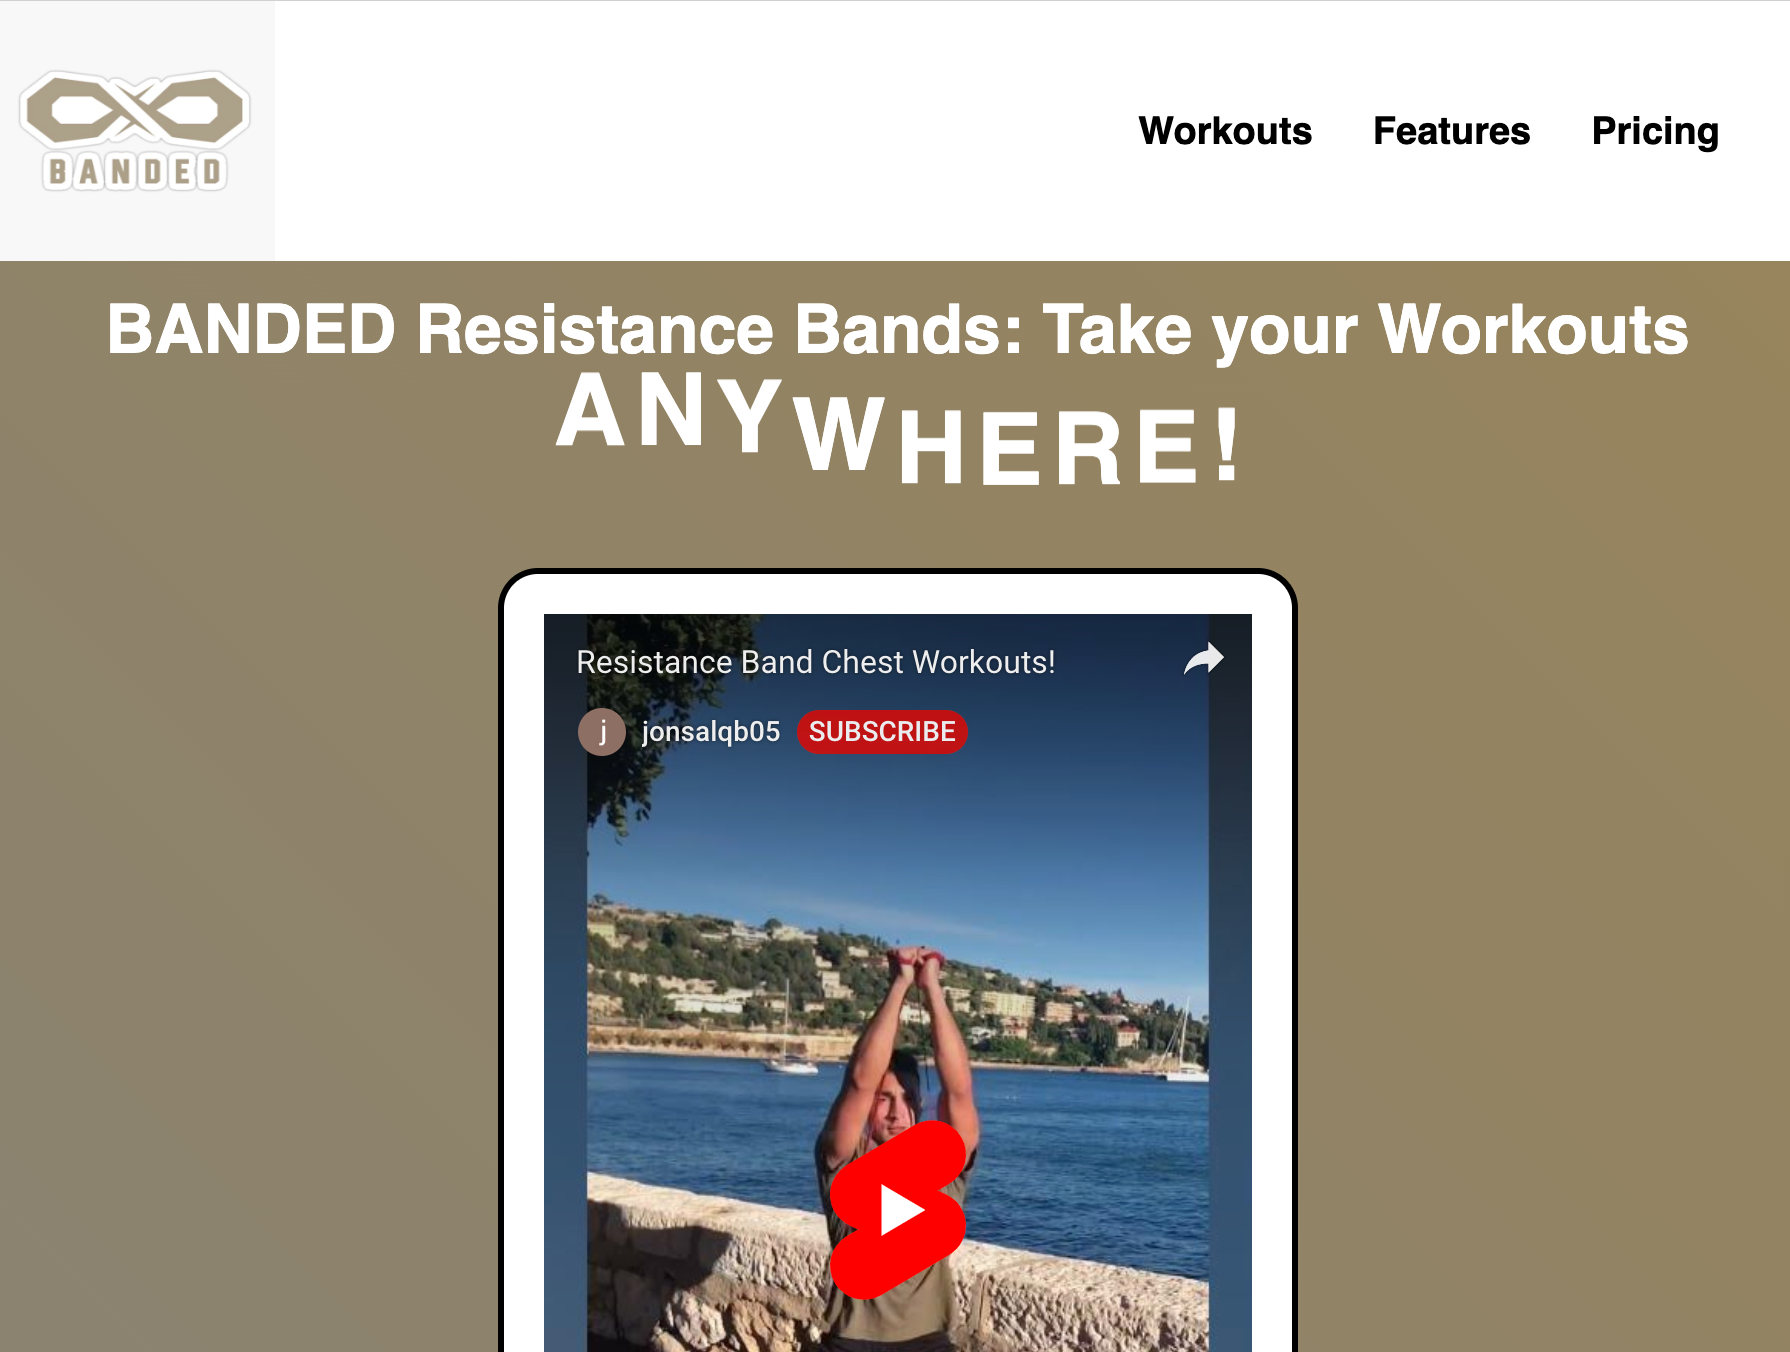 BANDED
Workouts Features Pricing
BANDED Resistance Bands: Take your Workouts
ANYWHERE!
Resistance Band Chest Workouts!
j jonsalqb05 SUBSCRIBE